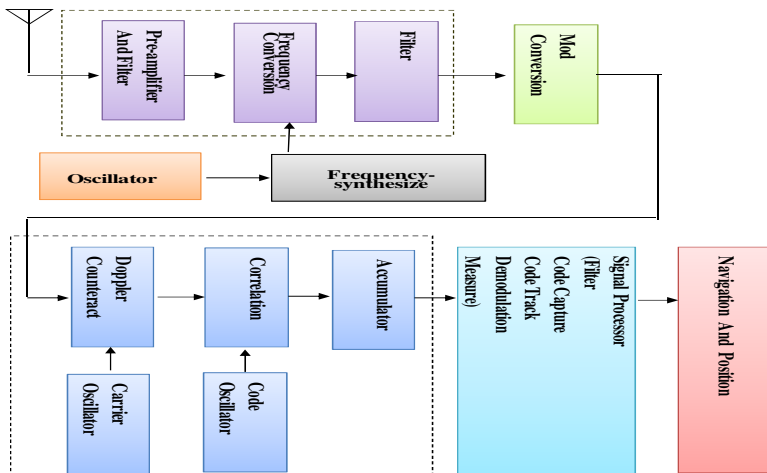 Pre-amplifier
And Filter
Frequency
Conversion
Filter
Mod
Conversion
Oscillator
Frequency-
synthesize
Doppler
Counteract
Correlation
Accumulator
Signal Processor
(Filter
Code Capture
Code Track
Demodulation
Measure)
Navigation And Position
Carrier
Oscillator
Code
Oscillator